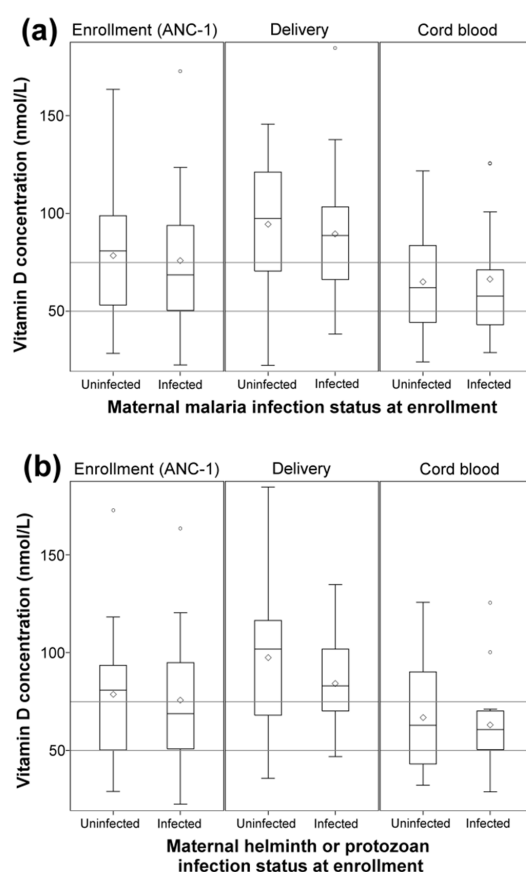 (a)
Enrollment (ANC-1) Delivery Cord blood
Vitamin D concentration (nmol/L)
150
100
50
Uninfected Infected Uninfected Infected Uninfected Infected
Maternal malaria infection status at enrollment
(b)
Enrollment (ANC-1) Delivery Cord blood
Vitamin D concentration (nmol/L)
150
100
50
Uninfected Infected Uninfected Infected Uninfected Infected
Maternal helminth or protozoan
infection status at enrollment